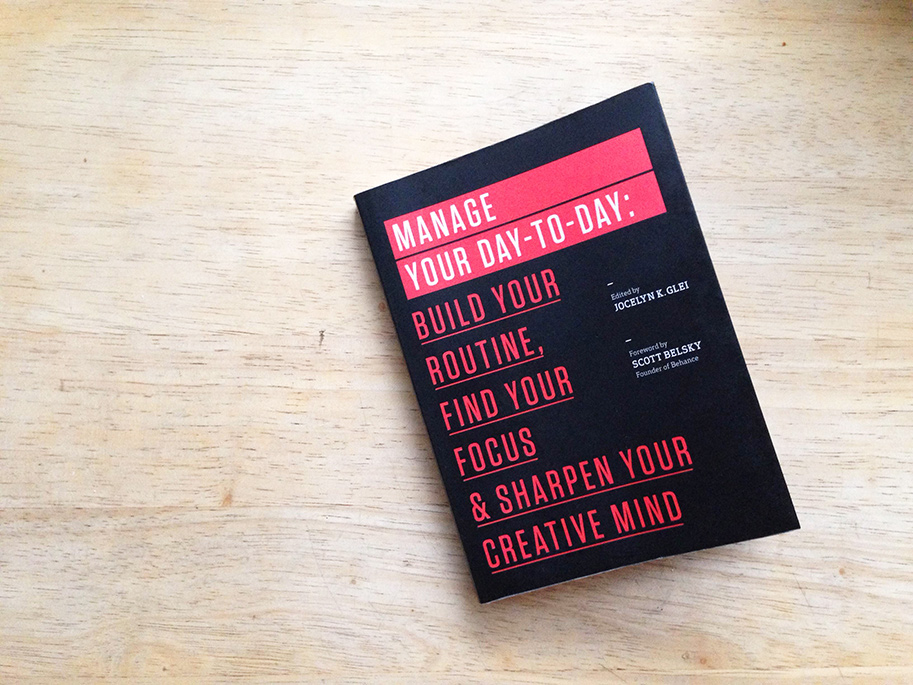 MANAGE
YOUR DAY-TO-DAY:
BUILD YOUR
ROUTINE,
FIND YOUR
FOCUS
& SHARPEN YOUR
CREATIVE MIND
Edited by
JOCELYN K. GLEI
Foreword by
SCOTT BELSKY
Founder of Behance